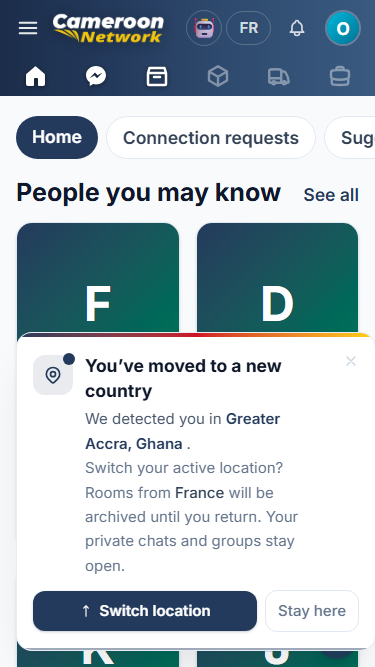 Cameroon
Network
FR
O
Home
Connection requests
Sug
People you may know
See all
F
D
You’ve moved to a new
country
We detected you in Greater
Accra, Ghana .
Switch your active location?
Rooms from France will be
archived until you return. Your
private chats and groups stay
open.
↑ Switch location
Stay here
K